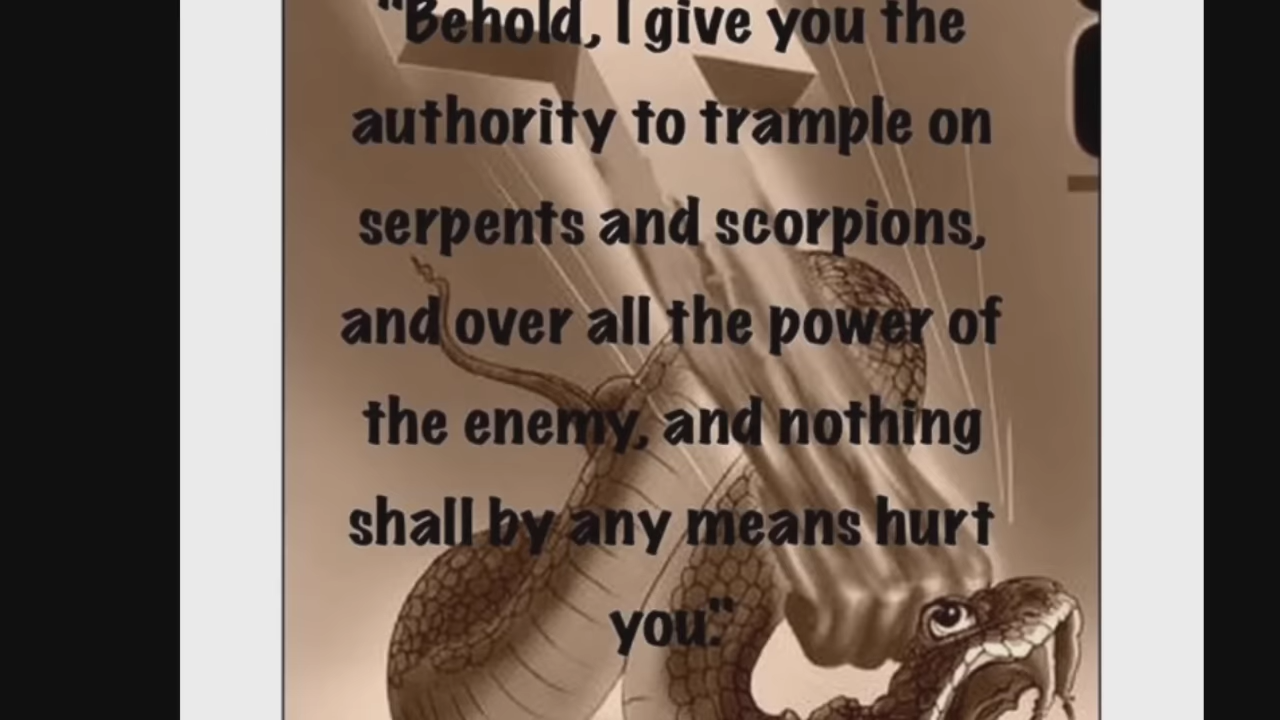 "Behold, I give you the
authority to trample on
serpents and scorpions,
and over all the power of
the enemy, and nothing
shall by any means hurt
you."